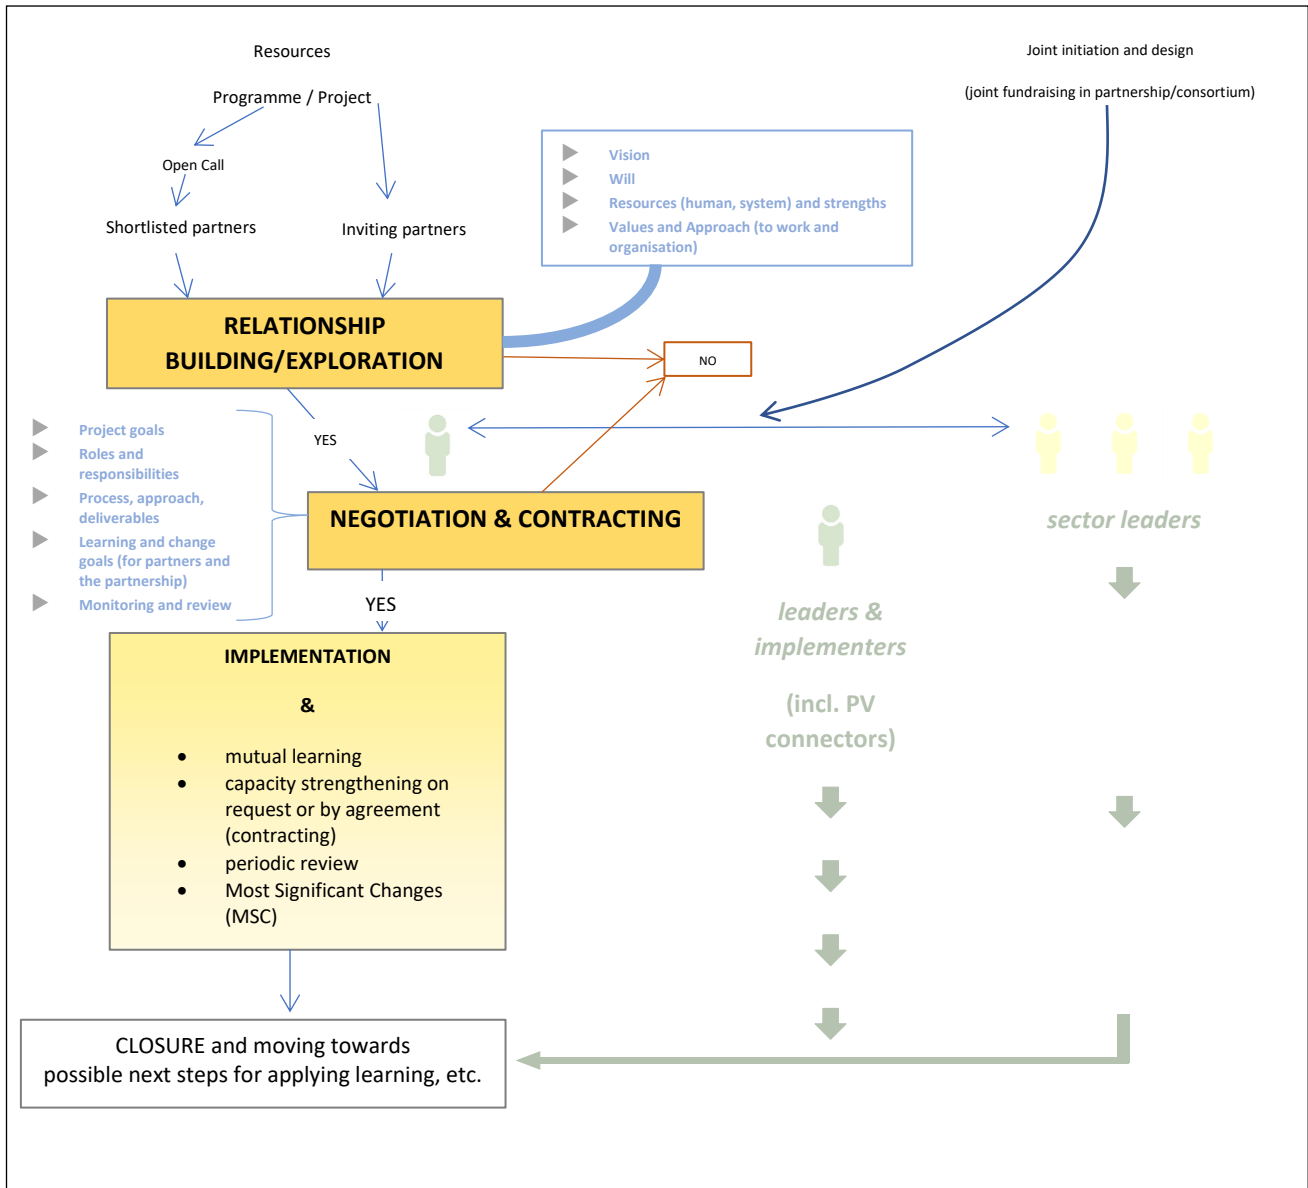 Resources
Programme / Project
Open Call
Shortlisted partners
Inviting partners
Joint initiation and design
(joint fundraising in partnership/consortium)
Vision
Will
Resources (human, system) and strengths
Values and Approach (to work and
organisation)
RELATIONSHIP
BUILDING/EXPLORATION
NO
YES
Project goals
Roles and
responsibilities
Process, approach,
deliverables
Learning and change
goals (for partners and
the partnership)
Monitoring and review
NEGOTIATION & CONTRACTING
sector leaders
leaders &
implementers
(incl. PV
connectors)
YES
IMPLEMENTATION
&
• mutual learning
• capacity strengthening on
request or by agreement
(contracting)
• periodic review
• Most Significant Changes
(MSC)
CLOSURE and moving towards
possible next steps for applying learning, etc.